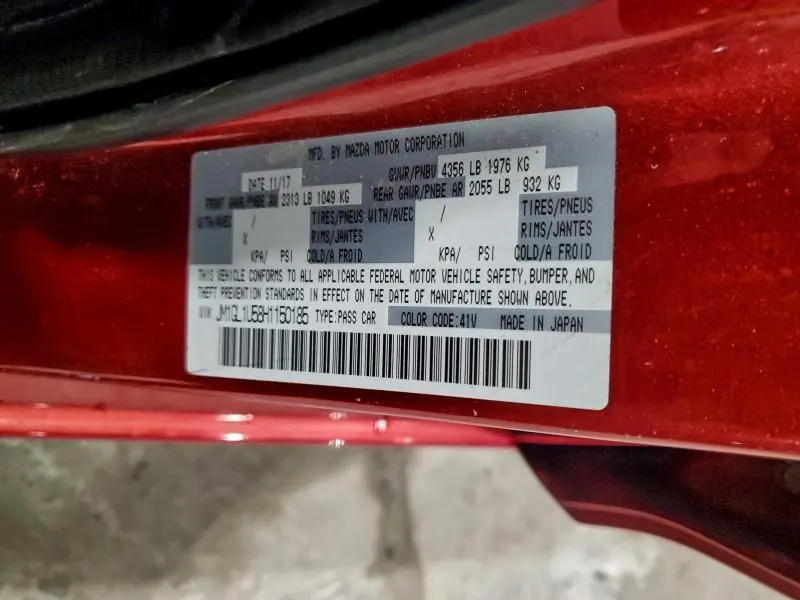 MFD. BY MAZDA MOTOR CORPORATION
DATE 11/17 GVWR/PNBV 4356 LB 1976 KG
FRONT GAWR/PNBE AV 2313 LB 1049 KG REAR GAWR/PNBE AR 2055 LB 932 KG
WITH/AVEC / TIRES/PNEUS WITH/AVEC / TIRES/PNEUS
X RIMS/JANTES X RIMS/JANTES
KPA/ PSI COLD/A FROID KPA/ PSI COLD/A FROID
THIS VEHICLE CONFORMS TO ALL APPLICABLE FEDERAL MOTOR VEHICLE SAFETY, BUMPER, AND
THEFT PREVENTION STANDARDS IN EFFECT ON THE DATE OF MANUFACTURE SHOWN ABOVE.
VIN: JM1GL1U58H1150185 TYPE:PASS CAR COLOR CODE:41V MADE IN JAPAN